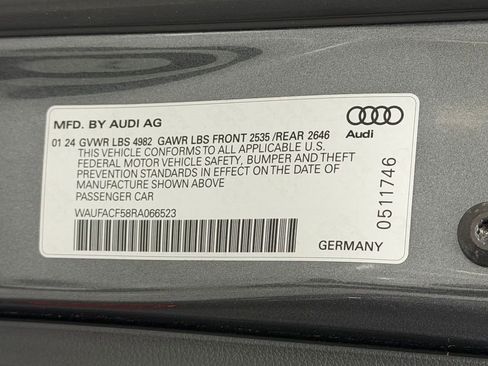 MFD. BY AUDI AG
01 24 GVWR LBS 4982 GAWR LBS FRONT 2535 /REAR 2646
THIS VEHICLE CONFORMS TO ALL APPLICABLE U.S.
FEDERAL MOTOR VEHICLE SAFETY, BUMPER AND THEFT
PREVENTION STANDARDS IN EFFECT ON THE DATE OF
MANUFACTURE SHOWN ABOVE
PASSENGER CAR
WAUFACF58RA066523
Audi
0511746
GERMANY